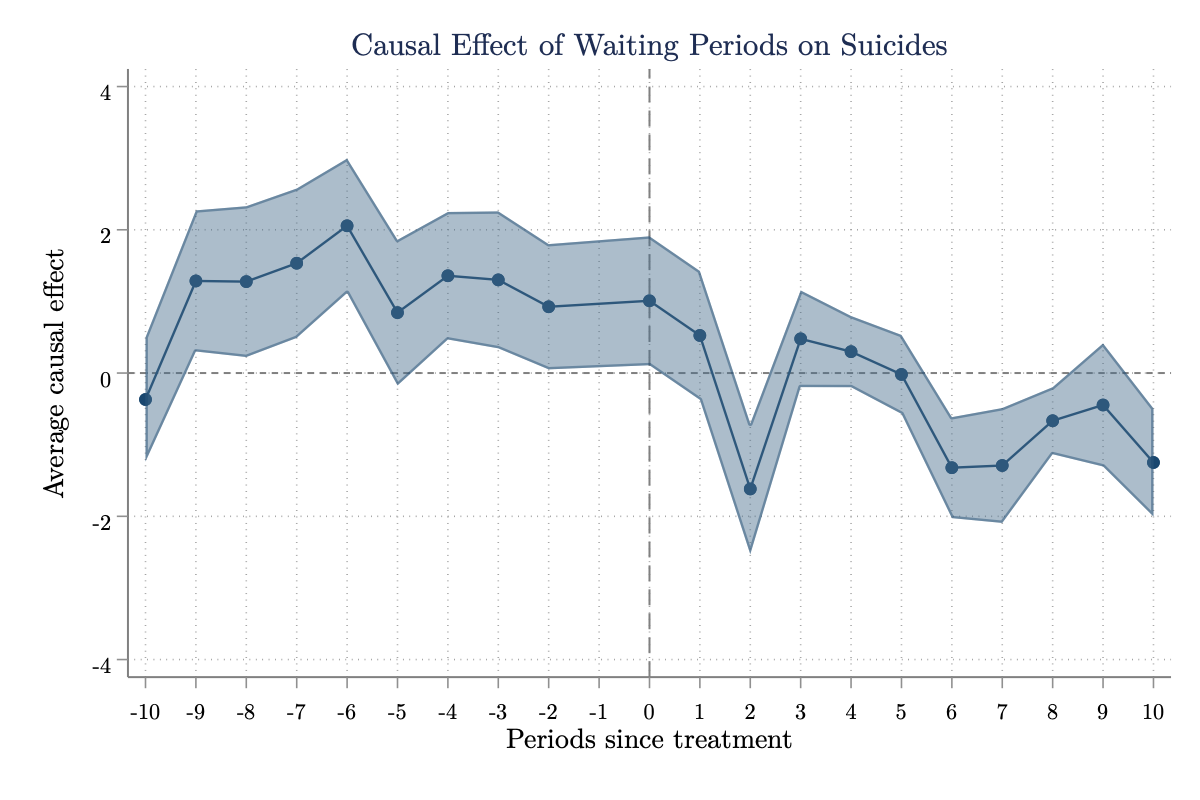 Causal Effect of Waiting Periods on Suicides
4
2
0
-2
-4
Average causal effect
-10 -9 -8 -7 -6 -5 -4 -3 -2 -1 0 1 2 3 4 5 6 7 8 9 10
Periods since treatment